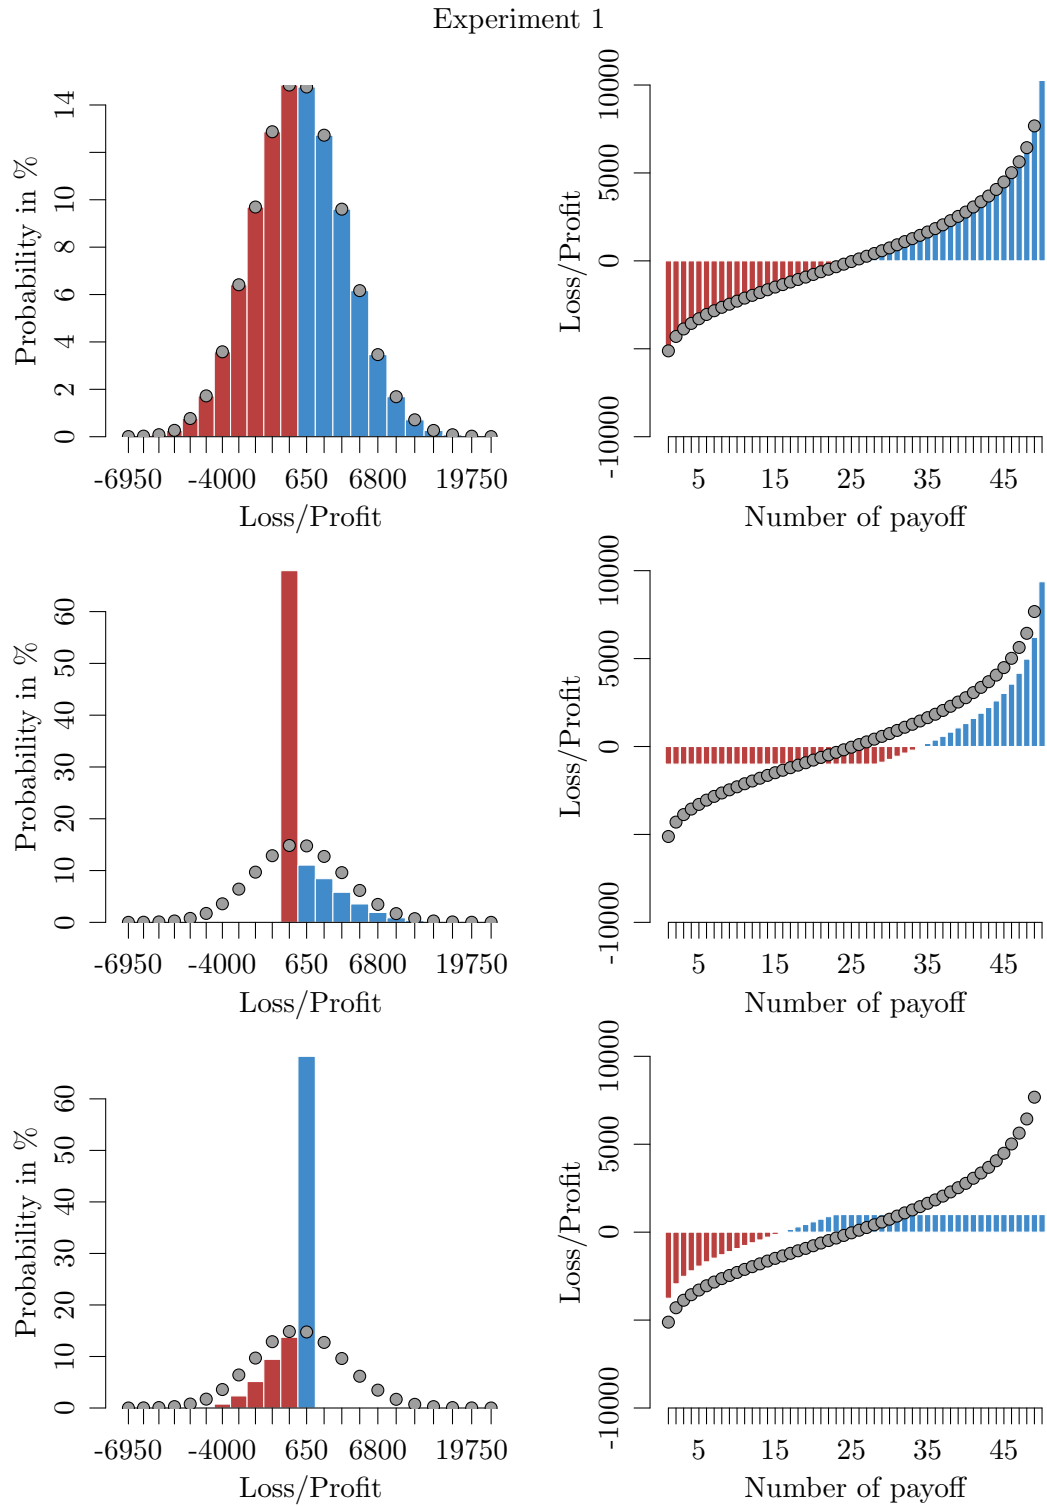 Experiment 1
Probability in %
14
10
8
6
4
2
0
-6950 -4000 650 6800 19750
Loss/Profit
Loss/Profit
10000
5000
0
-10000
5 15 25 35 45
Number of payoff
Probability in %
60
50
40
30
20
10
0
-6950 -4000 650 6800 19750
Loss/Profit
Loss/Profit
10000
5000
0
-10000
5 15 25 35 45
Number of payoff
Probability in %
60
50
40
30
20
10
0
-6950 -4000 650 6800 19750
Loss/Profit
Loss/Profit
10000
5000
0
-10000
5 15 25 35 45
Number of payoff